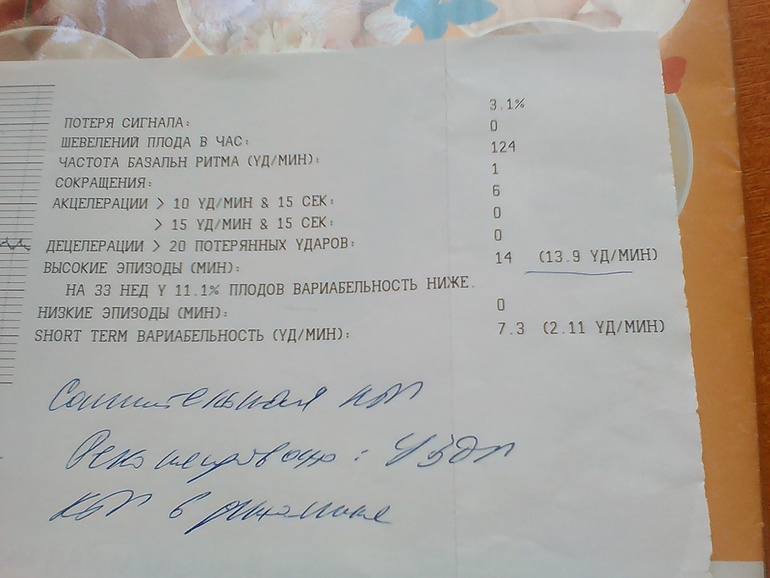 ПОТЕРЯ СИГНАЛА: 3.1%
ШЕВЕЛЕНИЙ ПЛОДА В ЧАС: 0
ЧАСТОТА БАЗАЛЬН РИТМА (УД/МИН): 124
СОКРАЩЕНИЯ: 1
АКЦЕЛЕРАЦИИ > 10 УД/МИН & 15 СЕК: 6
> 15 УД/МИН & 15 СЕК: 0
ДЕЦЕЛЕРАЦИИ > 20 ПОТЕРЯННЫХ УДАРОВ: 0
ВЫСОКИЕ ЭПИЗОДЫ (МИН): 14 (13.9 УД/МИН)
НА 33 НЕД У 11.1% ПЛОДОВ ВАРИАБЕЛЬНОСТЬ НИЖЕ.
НИЗКИЕ ЭПИЗОДЫ (МИН): 0
SHORT TERM ВАРИАБЕЛЬНОСТЬ (УД/МИН): 7.3 (2.11 УД/МИН)
Сомнительная КТГ
Рекомендовано: УЗДГ
КТГ в динамике